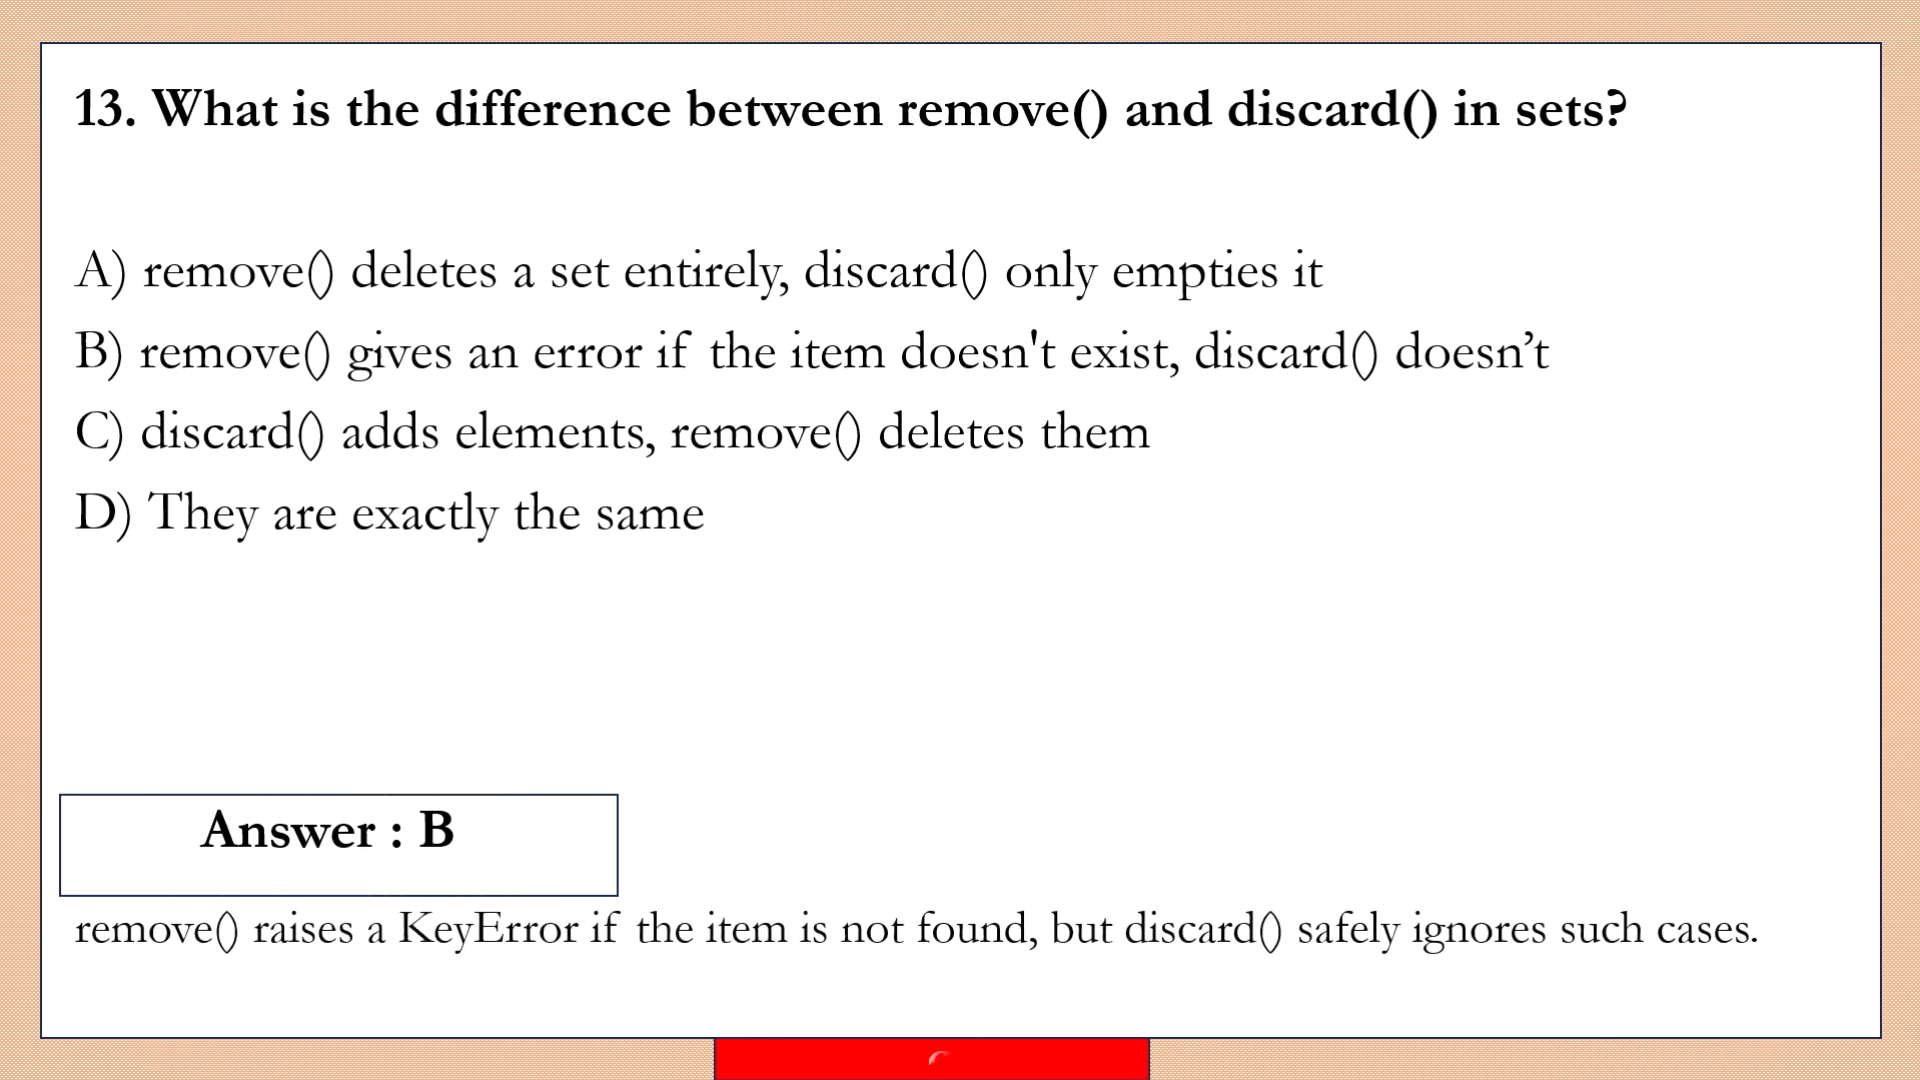 13. What is the difference between remove() and discard() in sets?
A) remove() deletes a set entirely, discard() only empties it
B) remove() gives an error if the item doesn't exist, discard() doesn’t
C) discard() adds elements, remove() deletes them
D) They are exactly the same
Answer : B
remove() raises a KeyError if the item is not found, but discard() safely ignores such cases.